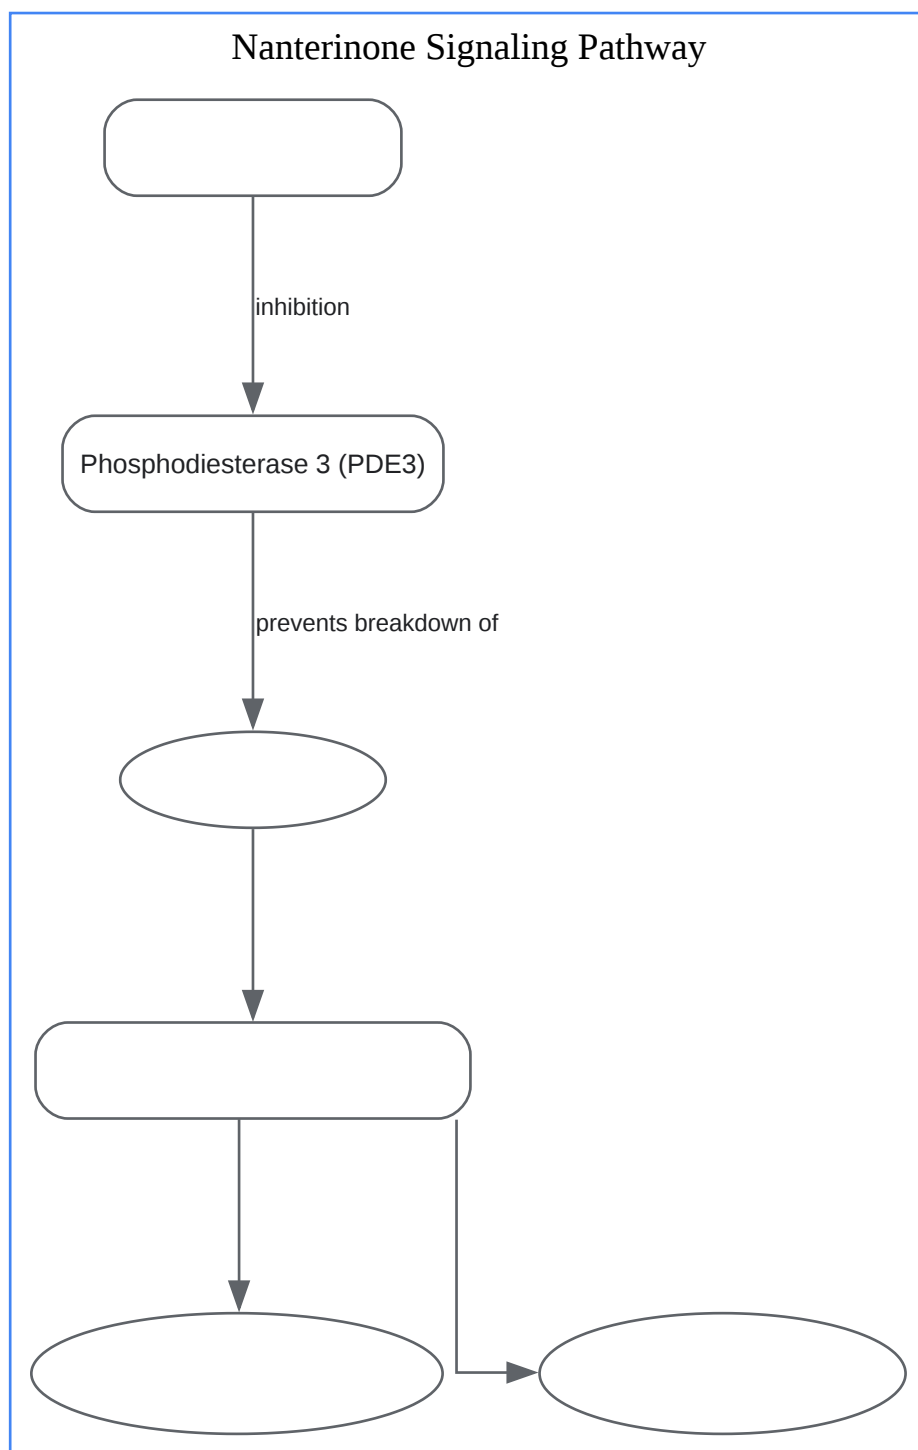 Nanterinone Signaling Pathway
inhibition
Phosphodiesterase 3 (PDE3)
prevents breakdown of